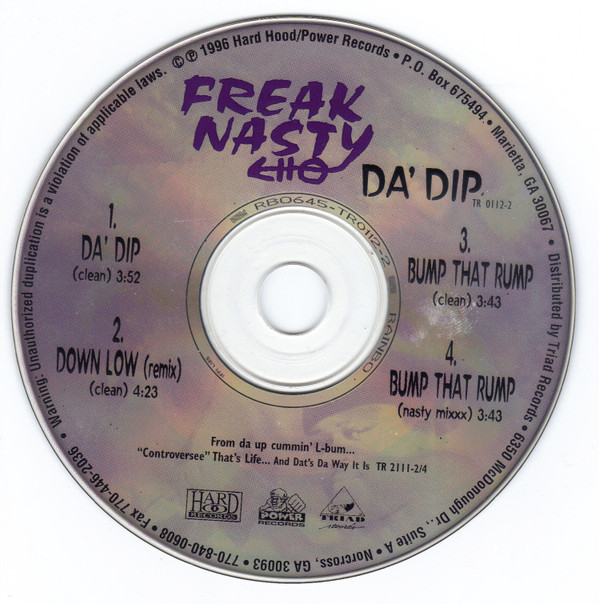 © ℗ 1996 Hard Hood/Power Records • P.O. Box 675494 • Marietta, GA 30067 • Distributed by Triad Records • 6350 McDonough Dr., Suite A Norcross, GA 30093 • 770-840-0608 • Fax 770-446-2036 • Warning: Unauthorized duplication is a violation of applicable laws.
FREAK
NASTY
DA' DIP
TR 0112-2
RB0645-TR0112-2
RAINBO
1.
DA' DIP
(clean) 3:52
2.
DOWN LOW (remix)
(clean) 4:23
3.
BUMP THAT RUMP
(clean) 3:43
4.
BUMP THAT RUMP
(nasty mixxx) 3:43
From da up cummin' L-bum...
"Controversee" That's Life... And Dat's Da Way It Is TR 2111-2/4
HARD
HOOD
RECORDS
POWER
RECORDS
TRIAD
records